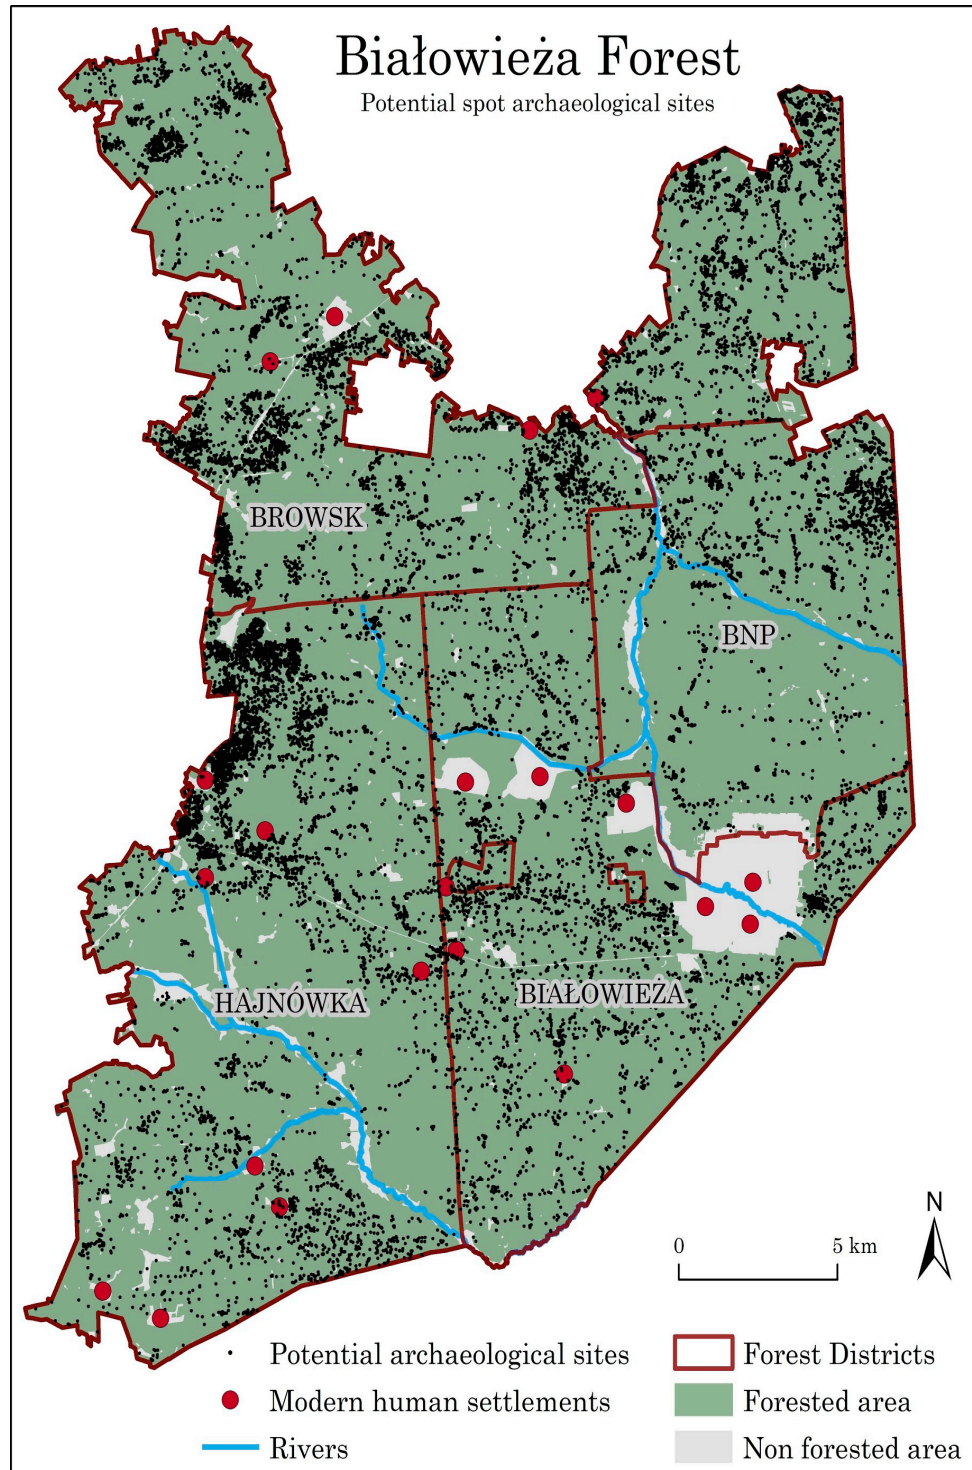 Białowieża Forest
Potential spot archaeological sites
BROWSK
BNP
HAJNÓWKA
BIAŁOWIEŻA
N
0 5 km
Potential archaeological sites
Modern human settlements
Rivers
Forest Districts
Forested area
Non forested area